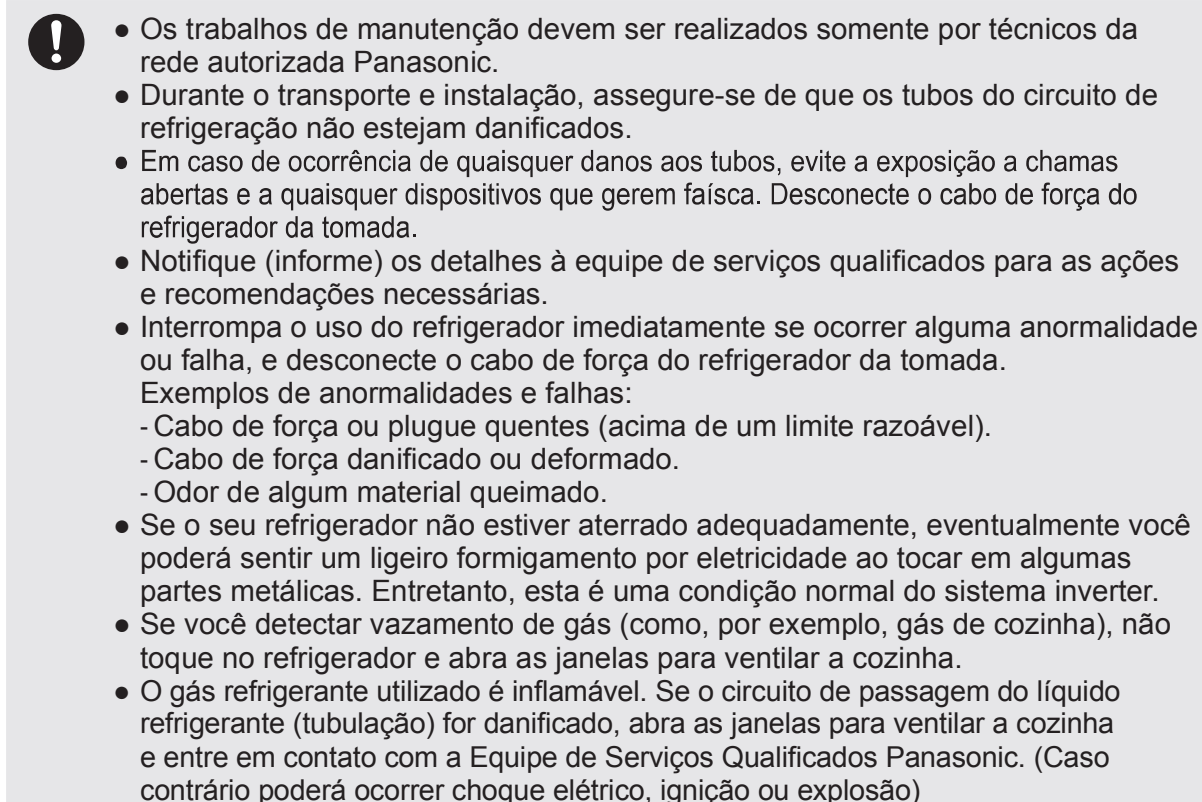 ● Os trabalhos de manutenção devem ser realizados somente por técnicos da
rede autorizada Panasonic.
● Durante o transporte e instalação, assegure-se de que os tubos do circuito de
refrigeração não estejam danificados.
● Em caso de ocorrência de quaisquer danos aos tubos, evite a exposição a chamas
abertas e a quaisquer dispositivos que gerem faísca. Desconecte o cabo de força do
refrigerador da tomada.
● Notifique (informe) os detalhes à equipe de serviços qualificados para as ações
e recomendações necessárias.
● Interrompa o uso do refrigerador imediatamente se ocorrer alguma anormalidade
ou falha, e desconecte o cabo de força do refrigerador da tomada.
Exemplos de anormalidades e falhas:
- Cabo de força ou plugue quentes (acima de um limite razoável).
- Cabo de força danificado ou deformado.
- Odor de algum material queimado.
● Se o seu refrigerador não estiver aterrado adequadamente, eventualmente você
poderá sentir um ligeiro formigamento por eletricidade ao tocar em algumas
partes metálicas. Entretanto, esta é uma condição normal do sistema inverter.
● Se você detectar vazamento de gás (como, por exemplo, gás de cozinha), não
toque no refrigerador e abra as janelas para ventilar a cozinha.
● O gás refrigerante utilizado é inflamável. Se o circuito de passagem do líquido
refrigerante (tubulação) for danificado, abra as janelas para ventilar a cozinha
e entre em contato com a Equipe de Serviços Qualificados Panasonic. (Caso
contrário poderá ocorrer choque elétrico, ignição ou explosão)